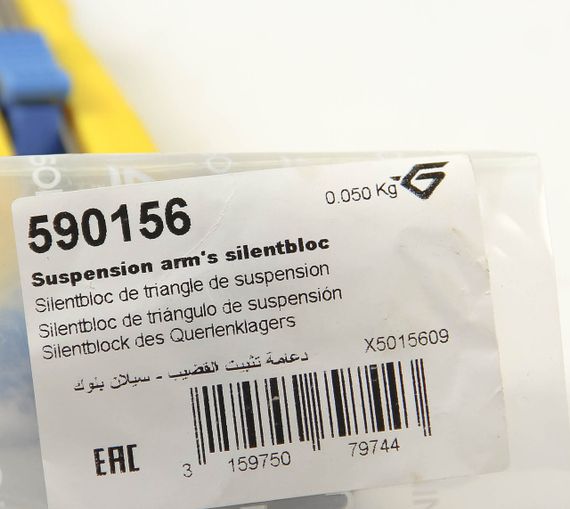 590156
0.050 Kg
Suspension arm's silentbloc
Silentbloc de triangle de suspension
Silentbloc de triángulo de suspensión
Silentblock des Querlenklagers
دعامة تثبيت القضيب - سيلان بلوك
X5015609
EAC
3 159750 79744